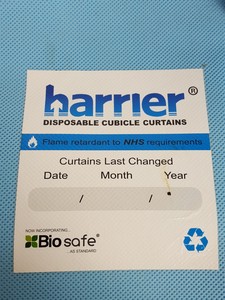 harrier®
DISPOSABLE CUBICLE CURTAINS
Flame retardant to NHS requirements
Curtains Last Changed
Date Month Year
/ /
NOW INCORPORATING...
Bio safe®
...AS STANDARD